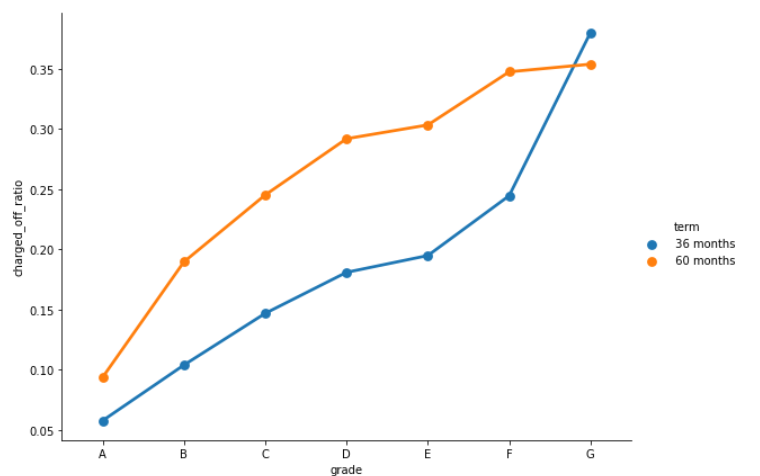 0.35
0.30
0.25
0.20
0.15
0.10
0.05
charged_off_ratio
A B C D E F G
grade
term
36 months
60 months